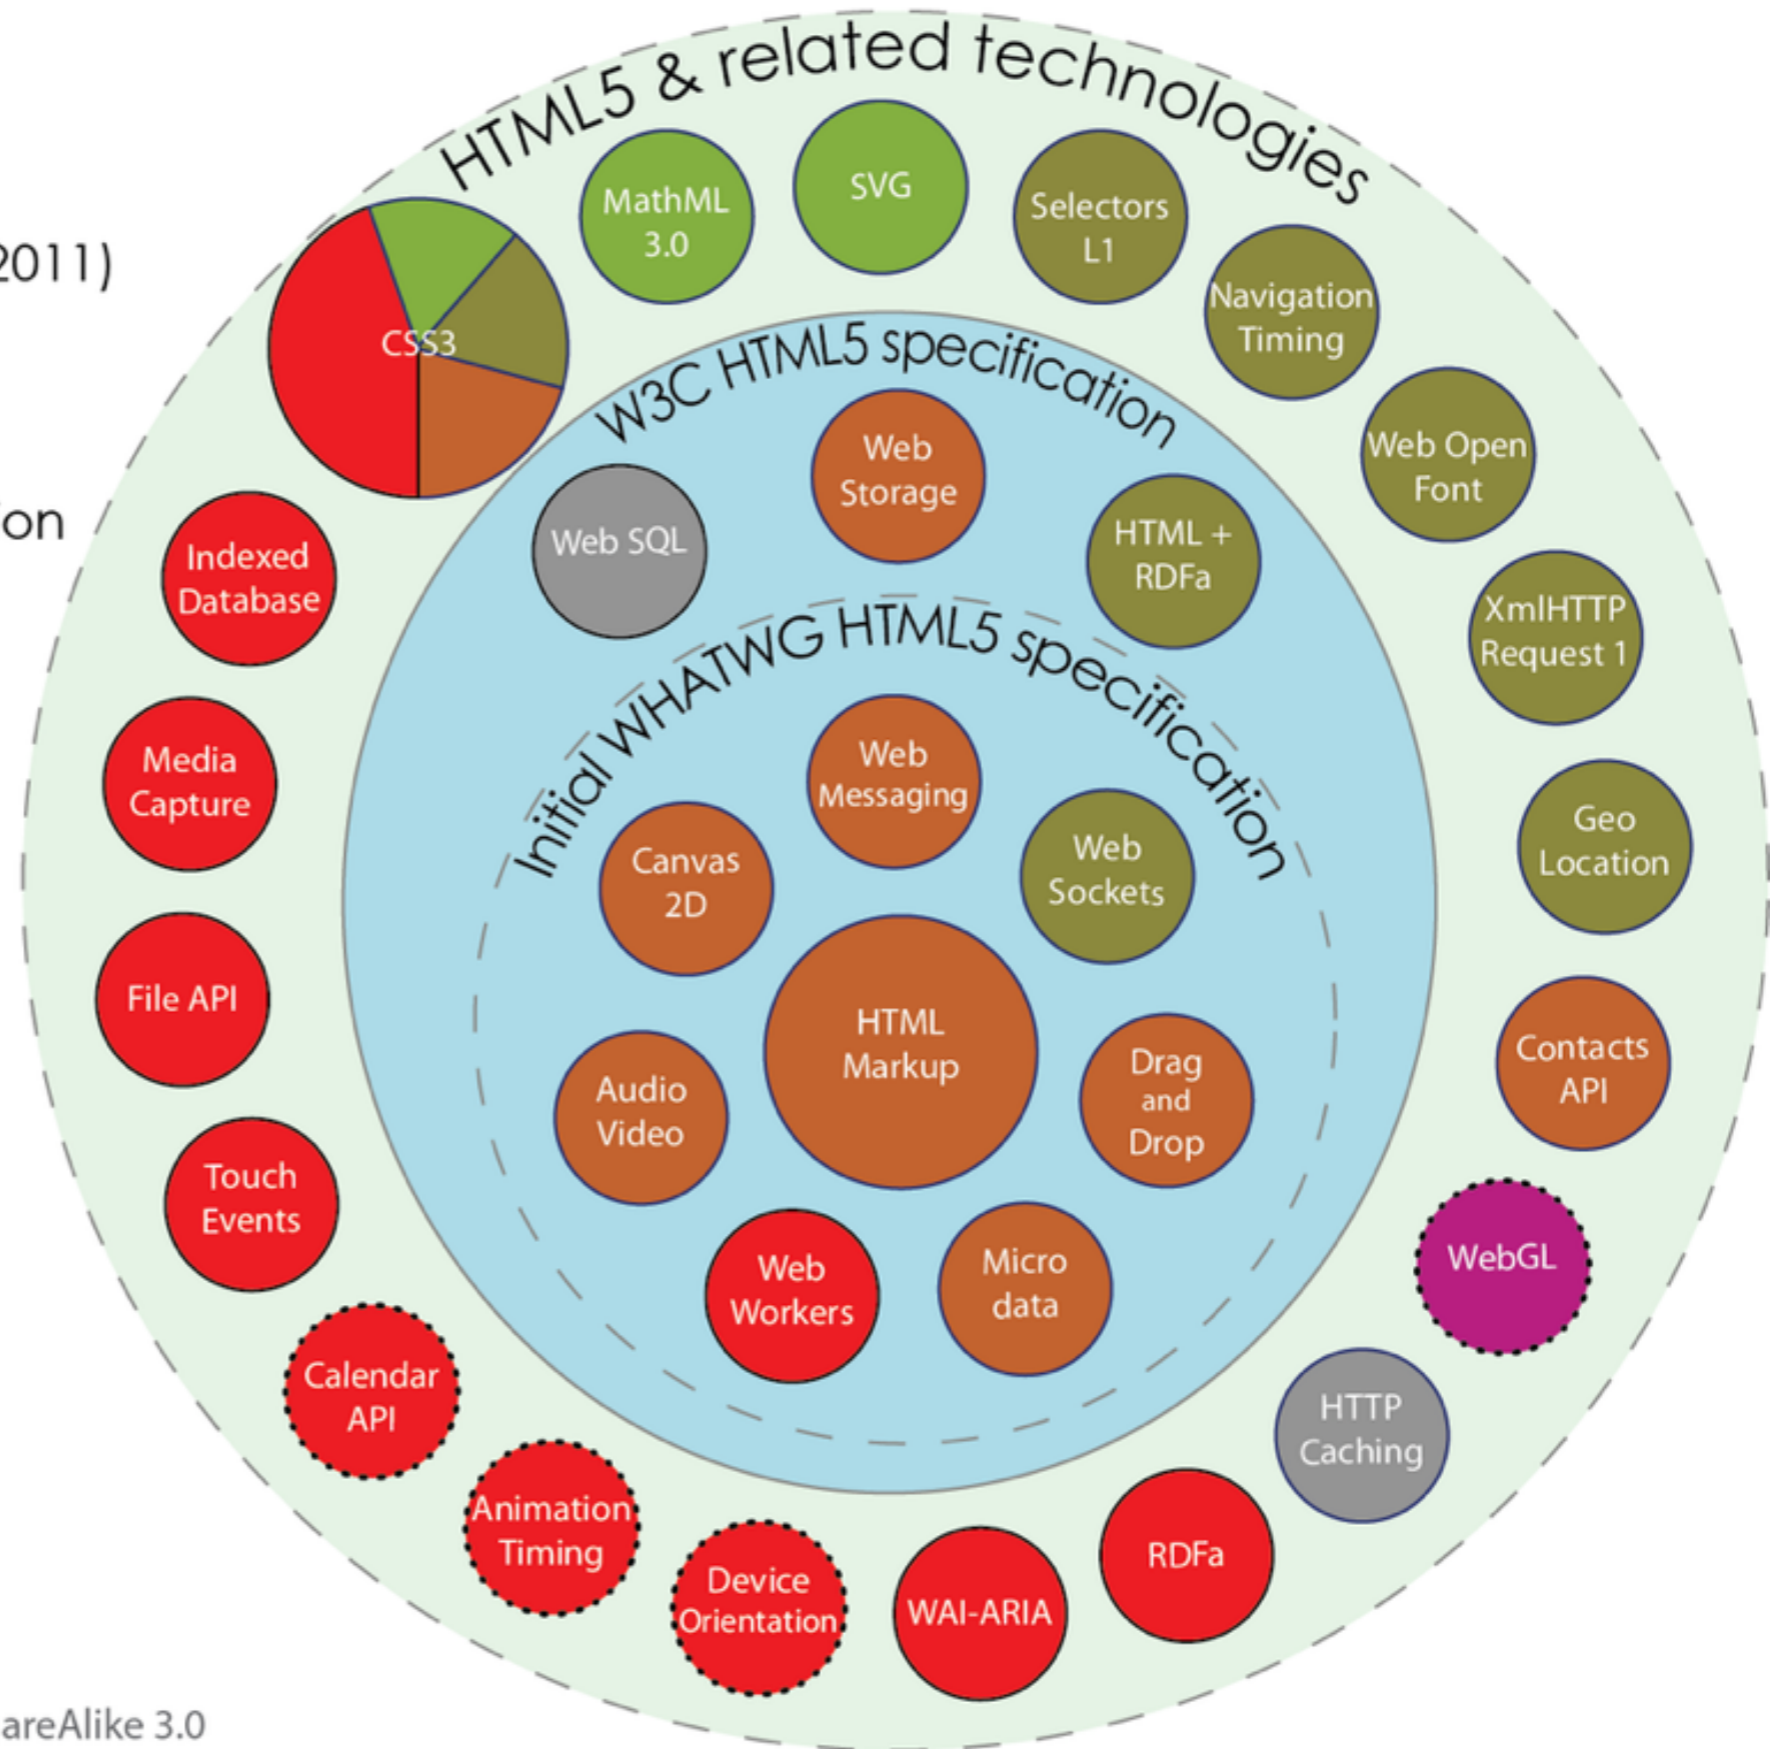 HTML5 & related technologies
2011)
on
areAlike 3.0
CSS3
MathML
3.0
SVG
Selectors
L1
Navigation
Timing
Web Open
Font
XmlHTTP
Request 1
Geo
Location
Contacts
API
WebGL
HTTP
Caching
RDFa
WAI-ARIA
Device
Orientation
Animation
Timing
Calendar
API
Touch
Events
File API
Media
Capture
Indexed
Database
W3C HTML5 specification
Web SQL
Web
Storage
HTML +
RDFa
Initial WHATWG HTML5 specification
Web
Messaging
Canvas
2D
Web
Sockets
HTML
Markup
Audio
Video
Drag
and
Drop
Web
Workers
Micro
data